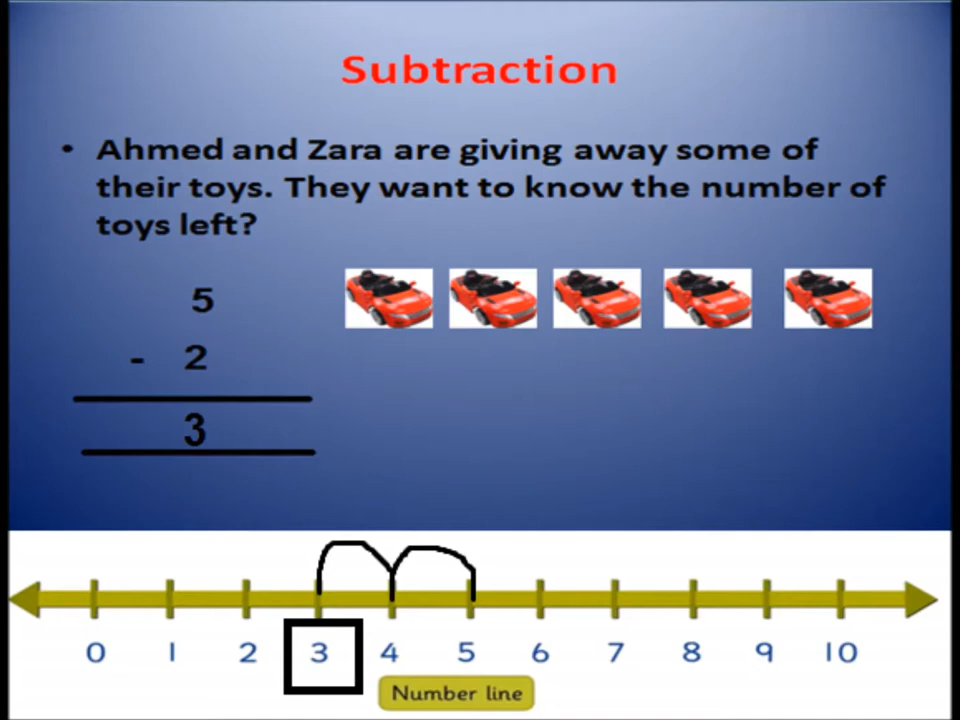 Subtraction
• Ahmed and Zara are giving away some of
their toys. They want to know the number of
toys left?
5
- 2
3
0 1 2 3 4 5 6 7 8 9 10
Number line